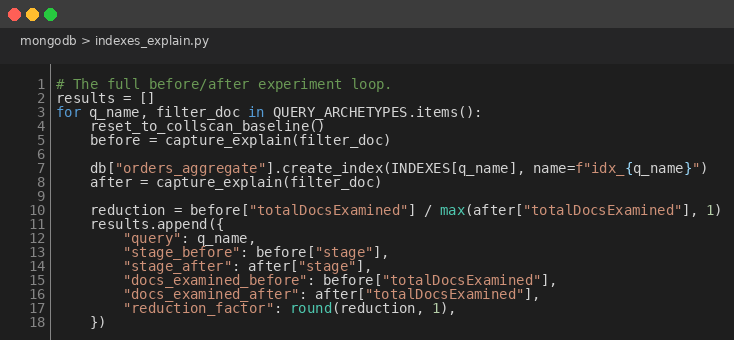 mongodb > indexes_explain.py
1 # The full before/after experiment loop.
2 results = []
3 for q_name, filter_doc in QUERY_ARCHETYPES.items():
4     reset_to_collscan_baseline()
5     before = capture_explain(filter_doc)
6
7     db["orders_aggregate"].create_index(INDEXES[q_name], name=f"idx_{q_name}")
8     after = capture_explain(filter_doc)
9
10     reduction = before["totalDocsExamined"] / max(after["totalDocsExamined"], 1)
11     results.append({
12         "query": q_name,
13         "stage_before": before["stage"],
14         "stage_after": after["stage"],
15         "docs_examined_before": before["totalDocsExamined"],
16         "docs_examined_after": after["totalDocsExamined"],
17         "reduction_factor": round(reduction, 1),
18     })